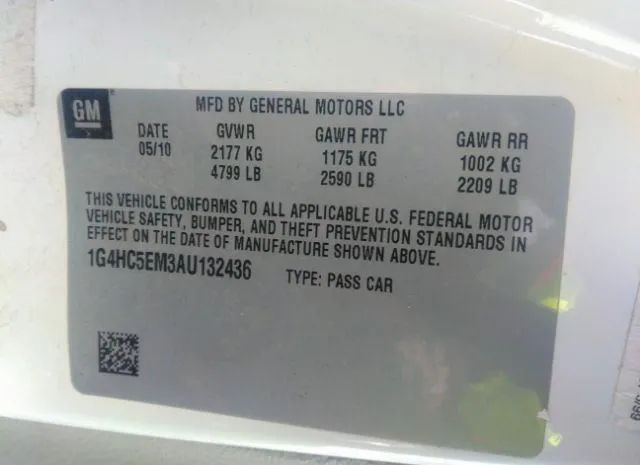 GM
MFD BY GENERAL MOTORS LLC
DATE GVWR GAWR FRT GAWR RR
05/10 2177 KG 1175 KG 1002 KG
4799 LB 2590 LB 2209 LB
THIS VEHICLE CONFORMS TO ALL APPLICABLE U.S. FEDERAL MOTOR
VEHICLE SAFETY, BUMPER, AND THEFT PREVENTION STANDARDS IN
EFFECT ON THE DATE OF MANUFACTURE SHOWN ABOVE.
1G4HC5EM3AU132436 TYPE: PASS CAR